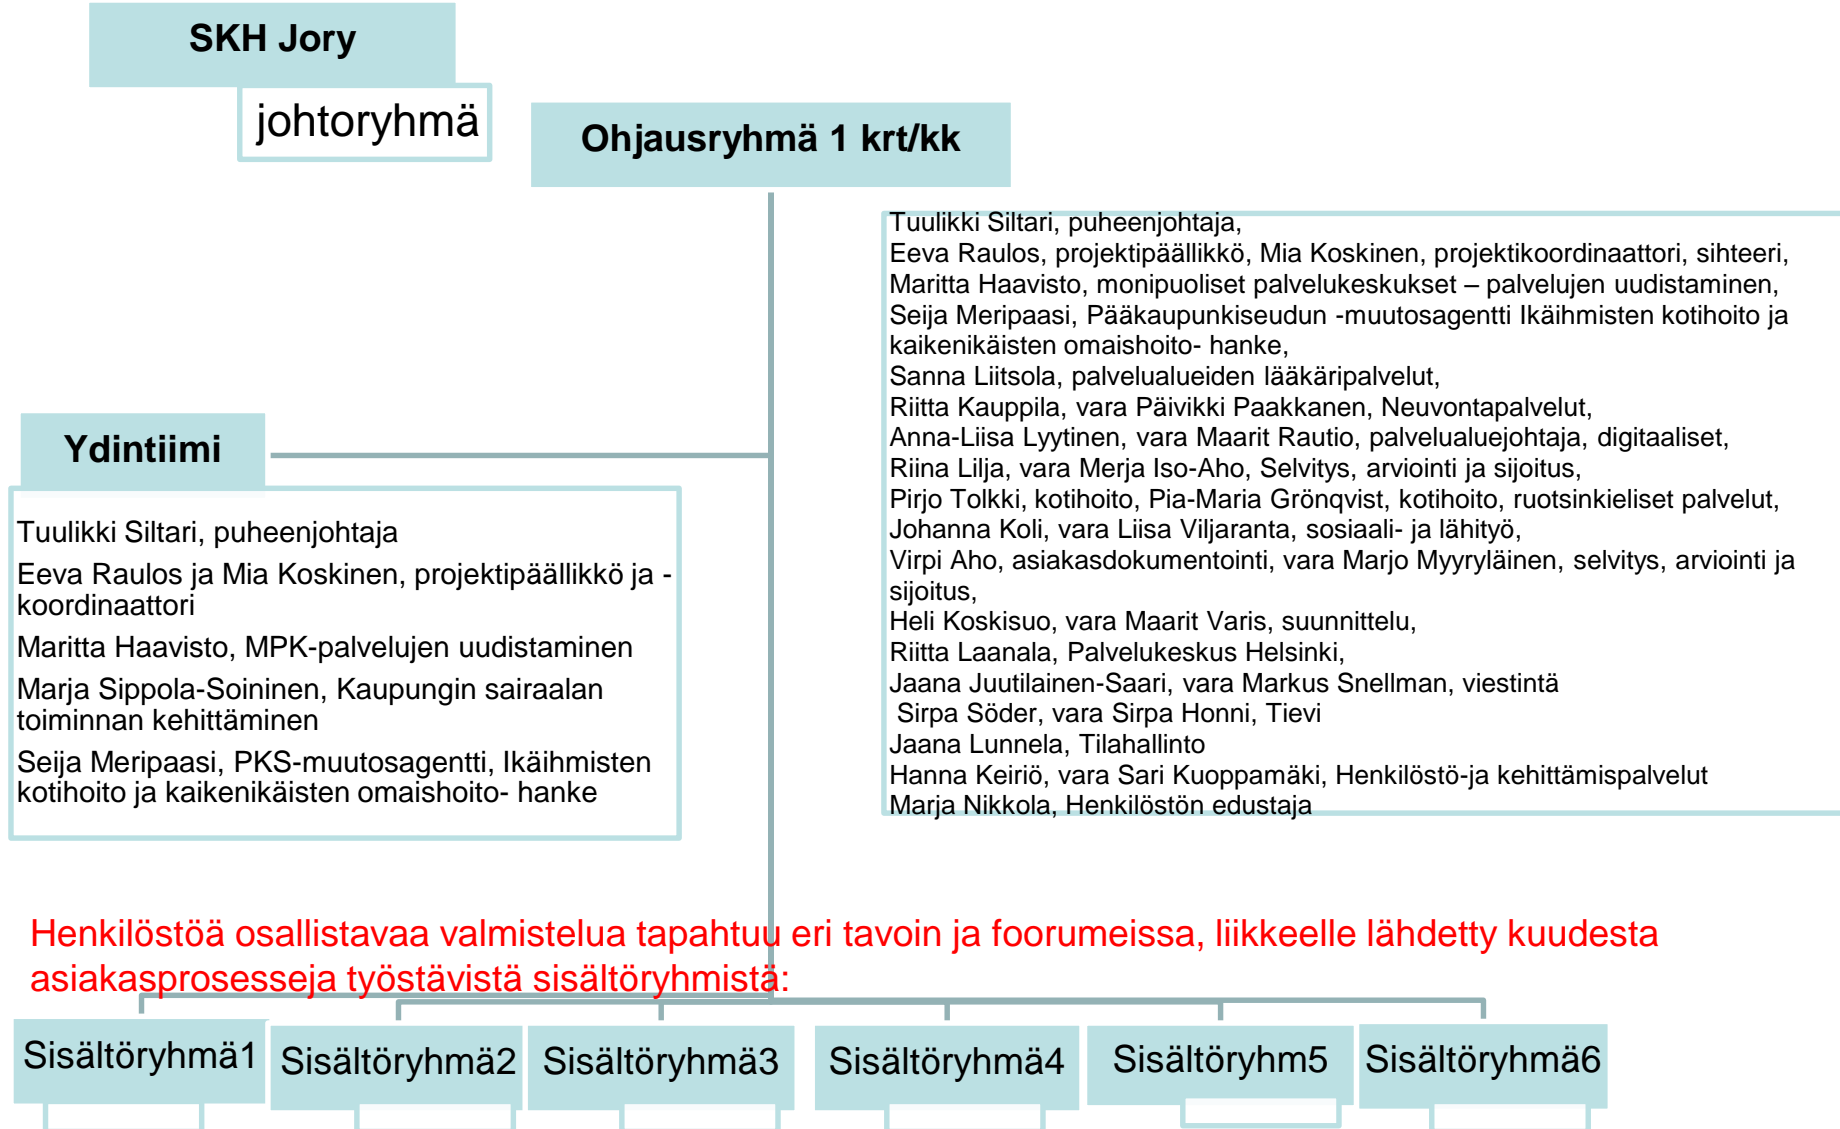 SKH Jory
johtoryhmä
Ohjausryhmä 1 krt/kk
Tuulikki Siltari, puheenjohtaja,
Eeva Raulos, projektipäällikkö, Mia Koskinen, projektikoordinaattori, sihteeri,
Maritta Haavisto, monipuoliset palvelukeskukset – palvelujen uudistaminen,
Seija Meripaasi, Pääkaupunkiseudun -muutosagentti Ikäihmisten kotihoito ja
kaikenikäisten omaishoito- hanke,
Sanna Liitsola, palvelualueiden lääkäripalvelut,
Riitta Kauppila, vara Päivikki Paakkanen, Neuvontapalvelut,
Anna-Liisa Lyytinen, vara Maarit Rautio, palvelualuejohtaja, digitaaliset,
Riina Lilja, vara Merja Iso-Aho, Selvitys, arviointi ja sijoitus,
Pirjo Tolkki, kotihoito, Pia-Maria Grönqvist, kotihoito, ruotsinkieliset palvelut,
Johanna Koli, vara Liisa Viljaranta, sosiaali- ja lähityö,
Virpi Aho, asiakasdokumentointi, vara Marjo Myyryläinen, selvitys, arviointi ja
sijoitus,
Heli Koskisuo, vara Maarit Varis, suunnittelu,
Riitta Laanala, Palvelukeskus Helsinki,
Jaana Juutilainen-Saari, vara Markus Snellman, viestintä
Sirpa Söder, vara Sirpa Honni, Tievi
Jaana Lunnela, Tilahallinto
Hanna Keiriö, vara Sari Kuoppamäki, Henkilöstö-ja kehittämispalvelut
Marja Nikkola, Henkilöstön edustaja
Ydintiimi
Tuulikki Siltari, puheenjohtaja
Eeva Raulos ja Mia Koskinen, projektipäällikkö ja -
koordinaattori
Maritta Haavisto, MPK-palvelujen uudistaminen
Marja Sippola-Soininen, Kaupungin sairaalan
toiminnan kehittäminen
Seija Meripaasi, PKS-muutosagentti, Ikäihmisten
kotihoito ja kaikenikäisten omaishoito- hanke
Henkilöstöä osallistavaa valmistelua tapahtuu eri tavoin ja foorumeissa, liikkeelle lähdetty kuudesta
asiakasprosesseja työstävistä sisältöryhmistä:
Sisältöryhmä1
Sisältöryhmä2
Sisältöryhmä3
Sisältöryhmä4
Sisältöryhm5
Sisältöryhmä6